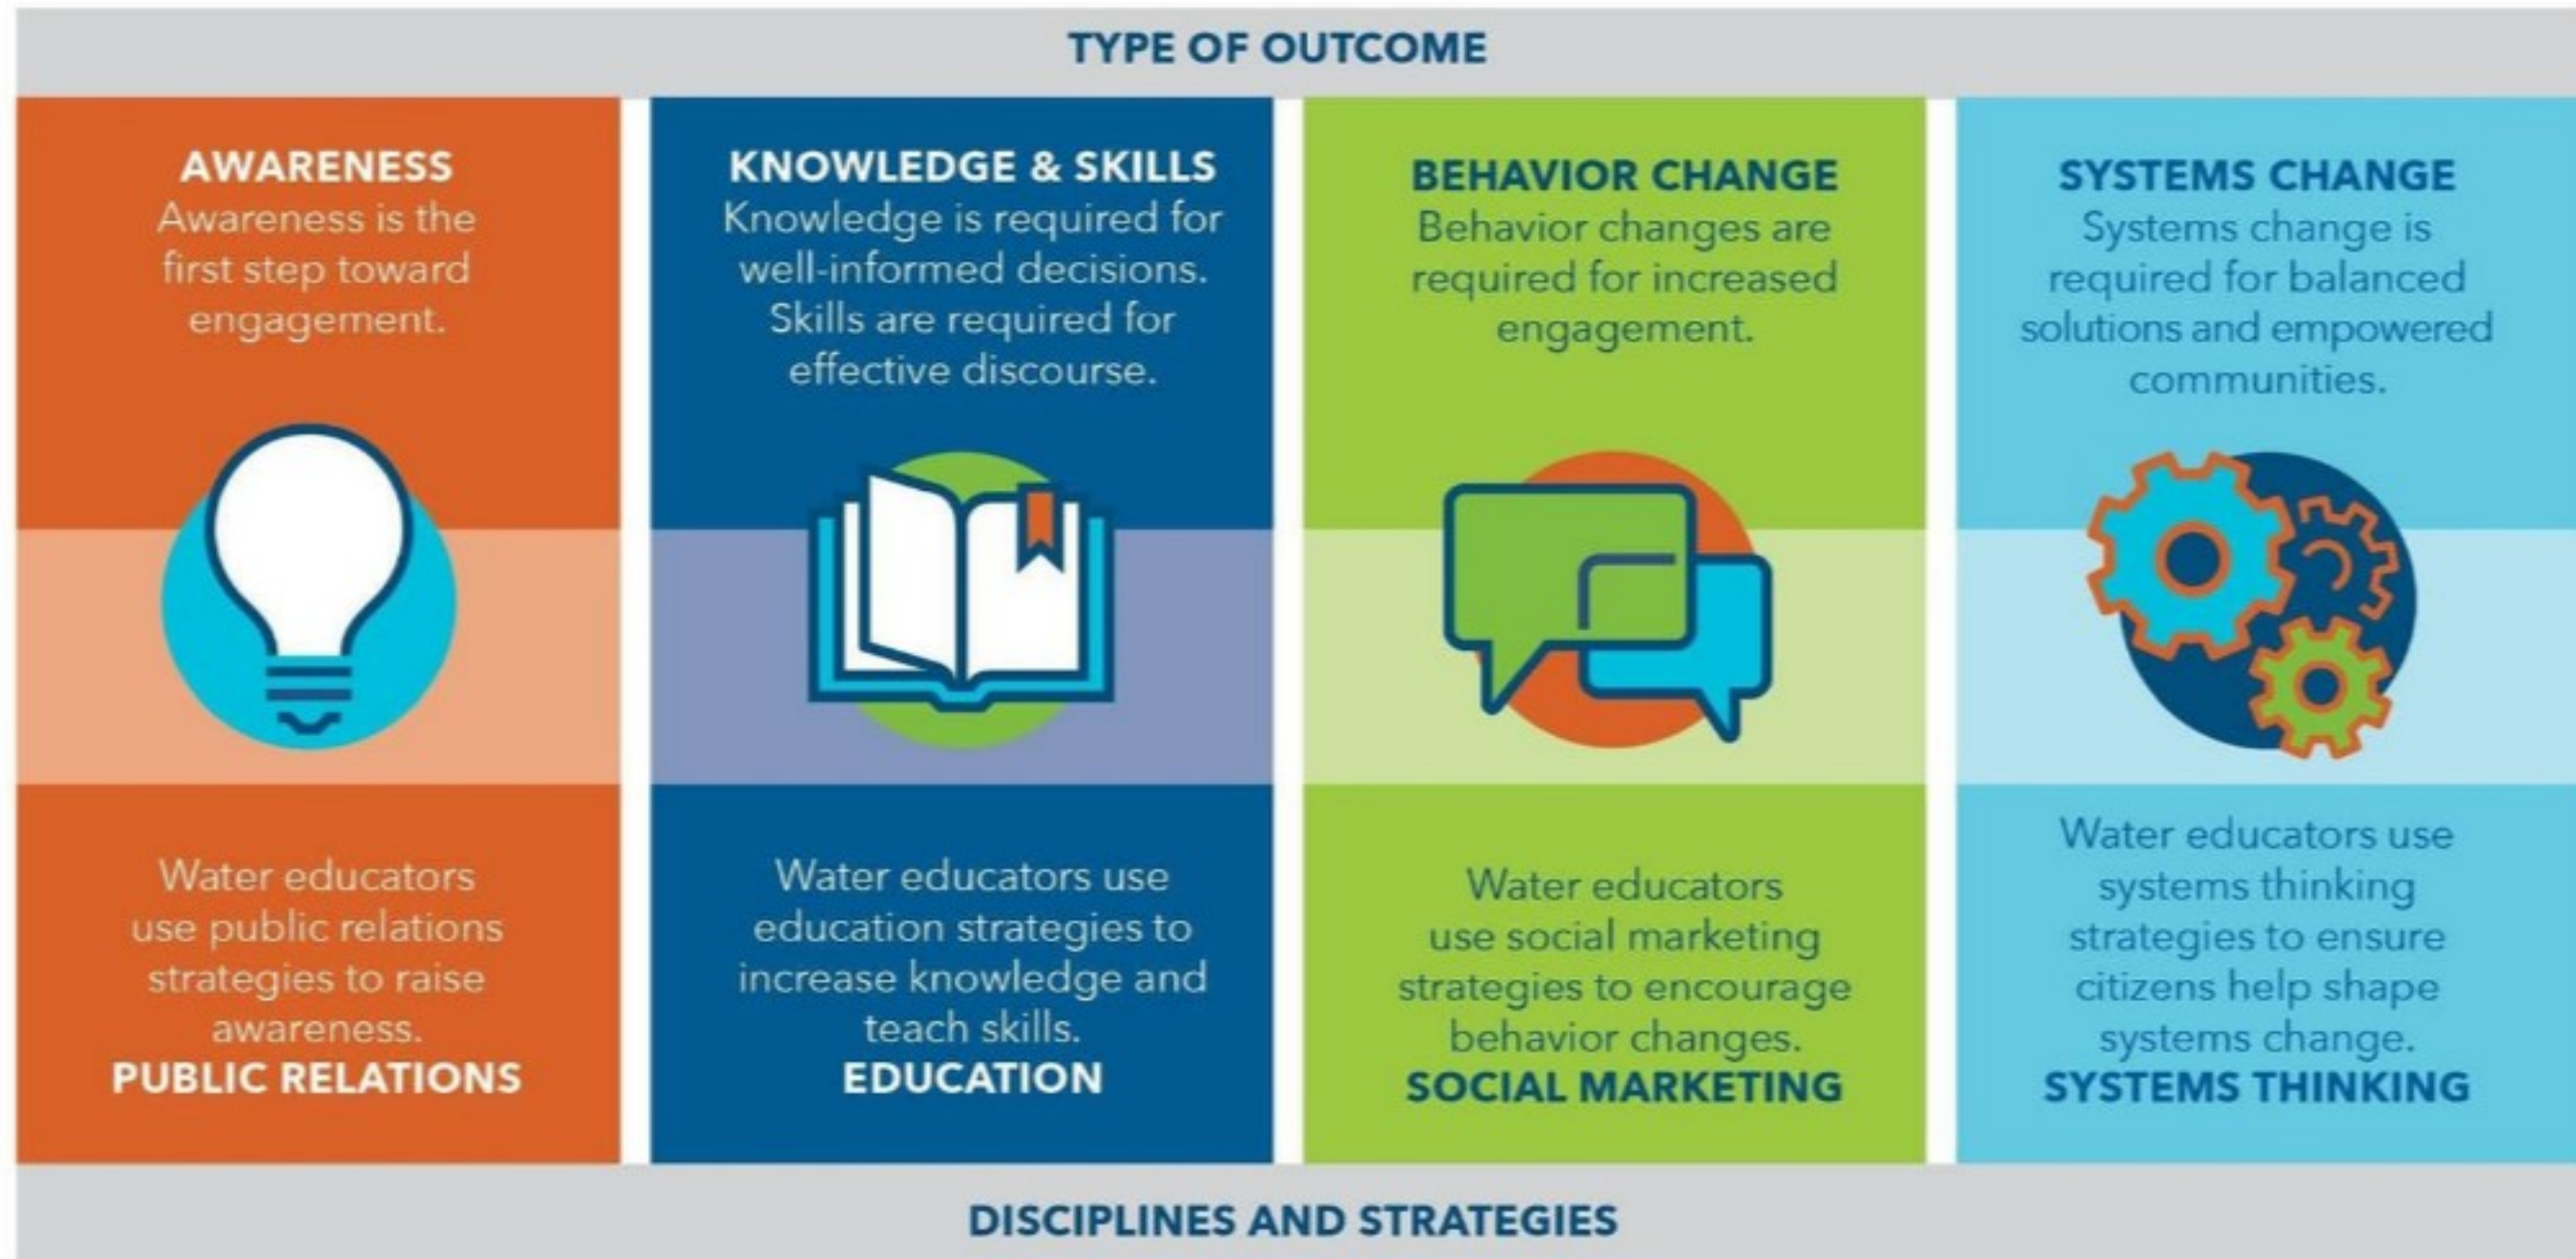 TYPE OF OUTCOME
AWARENESS
Awareness is the
first step toward
engagement.
KNOWLEDGE & SKILLS
Knowledge is required for
well-informed decisions.
Skills are required for
effective discourse.
BEHAVIOR CHANGE
Behavior changes are
required for increased
engagement.
SYSTEMS CHANGE
Systems change is
required for balanced
solutions and empowered
communities.
Water educators
use public relations
strategies to raise
awareness.
PUBLIC RELATIONS
Water educators use
education strategies to
increase knowledge and
teach skills.
EDUCATION
Water educators
use social marketing
strategies to encourage
behavior changes.
SOCIAL MARKETING
Water educators use
systems thinking
strategies to ensure
citizens help shape
systems change.
SYSTEMS THINKING
DISCIPLINES AND STRATEGIES